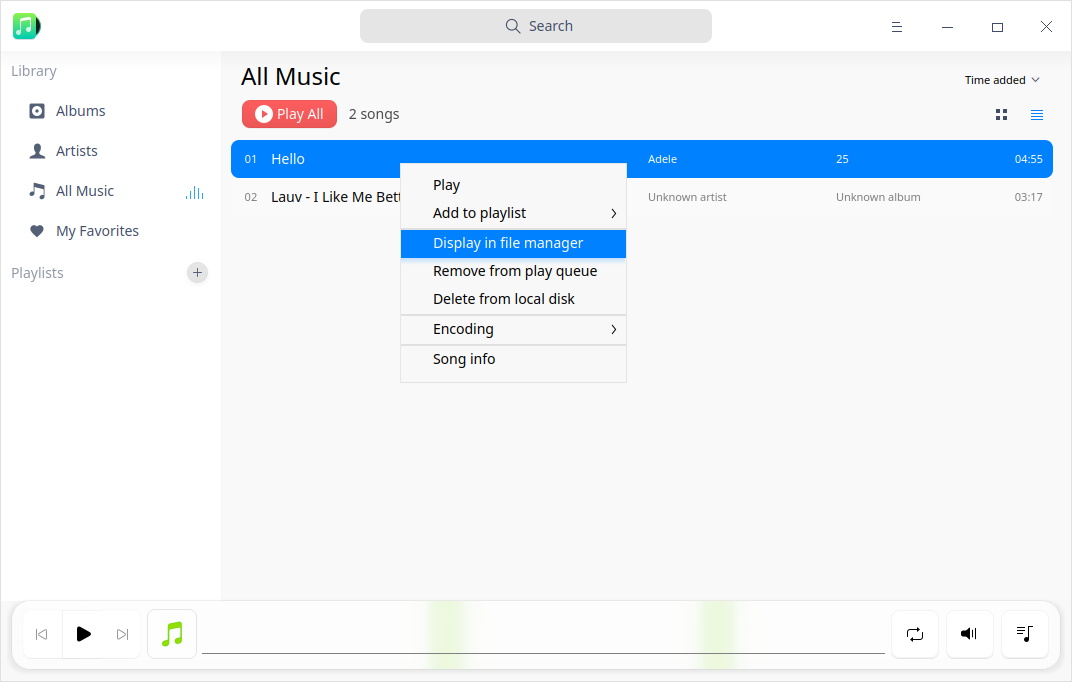 Search
Library
Albums
Artists
All Music
My Favorites
Playlists
All Music
Time added
Play All
2 songs
01 Hello Adele 25 04:55
02 Lauv - I Like Me Bett Unknown artist Unknown album 03:17
Play
Add to playlist
Display in file manager
Remove from play queue
Delete from local disk
Encoding
Song info